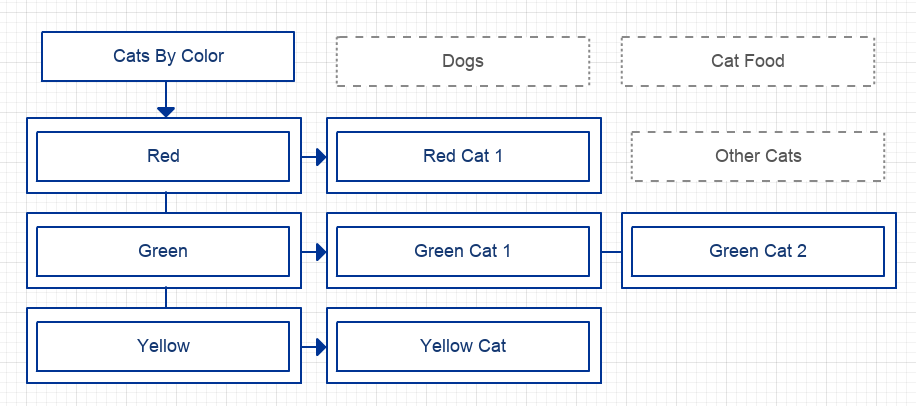 Cats By Color
Dogs
Cat Food
Red
Red Cat 1
Other Cats
Green
Green Cat 1
Green Cat 2
Yellow
Yellow Cat